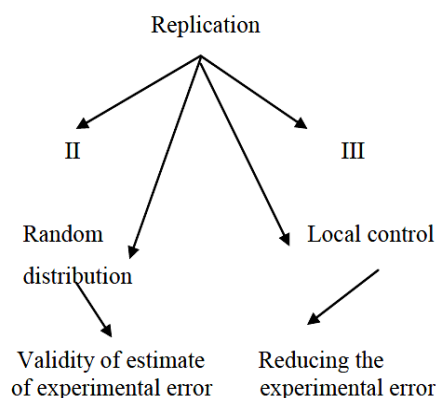 Replication
II
III
Random
distribution
Local control
Validity of estimate
of experimental error
Reducing the
experimental error